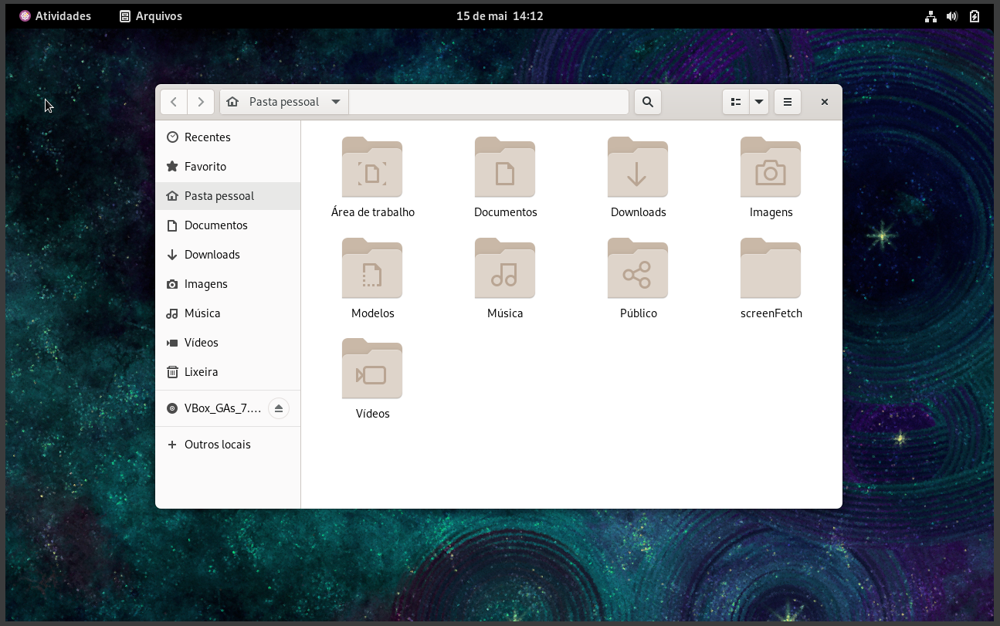 Atividades
Arquivos
15 de mai 14:12
Pasta pessoal
Recentes
Favorito
Pasta pessoal
Documentos
Downloads
Imagens
Música
Vídeos
Lixeira
VBox_GAs_7....
Outros locais
Área de trabalho
Documentos
Downloads
Imagens
Modelos
Música
Público
screenFetch
Vídeos